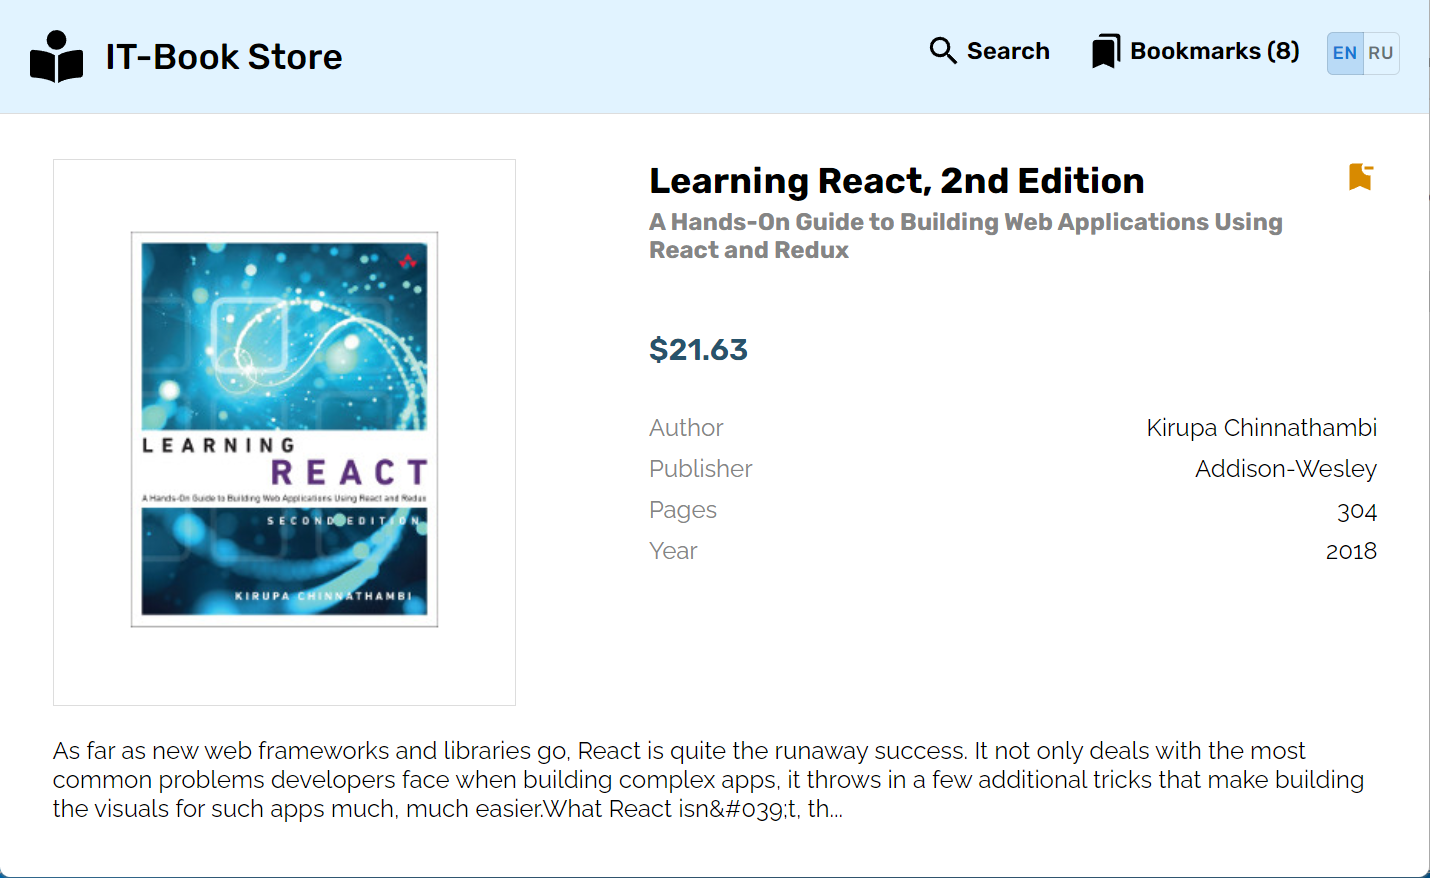 IT-Book Store
Search
Bookmarks (8)
EN RU
LEARNING
REACT
A Hands-On Guide to Building Web Applications Using React and Redux
SECOND EDITION
KIRUPA CHINNATHAMBI
Learning React, 2nd Edition
A Hands-On Guide to Building Web Applications Using
React and Redux
$21.63
Author Kirupa Chinnathambi
Publisher Addison-Wesley
Pages 304
Year 2018
As far as new web frameworks and libraries go, React is quite the runaway success. It not only deals with the most
common problems developers face when building complex apps, it throws in a few additional tricks that make building
the visuals for such apps much, much easier.What React isn&#039;t, th...